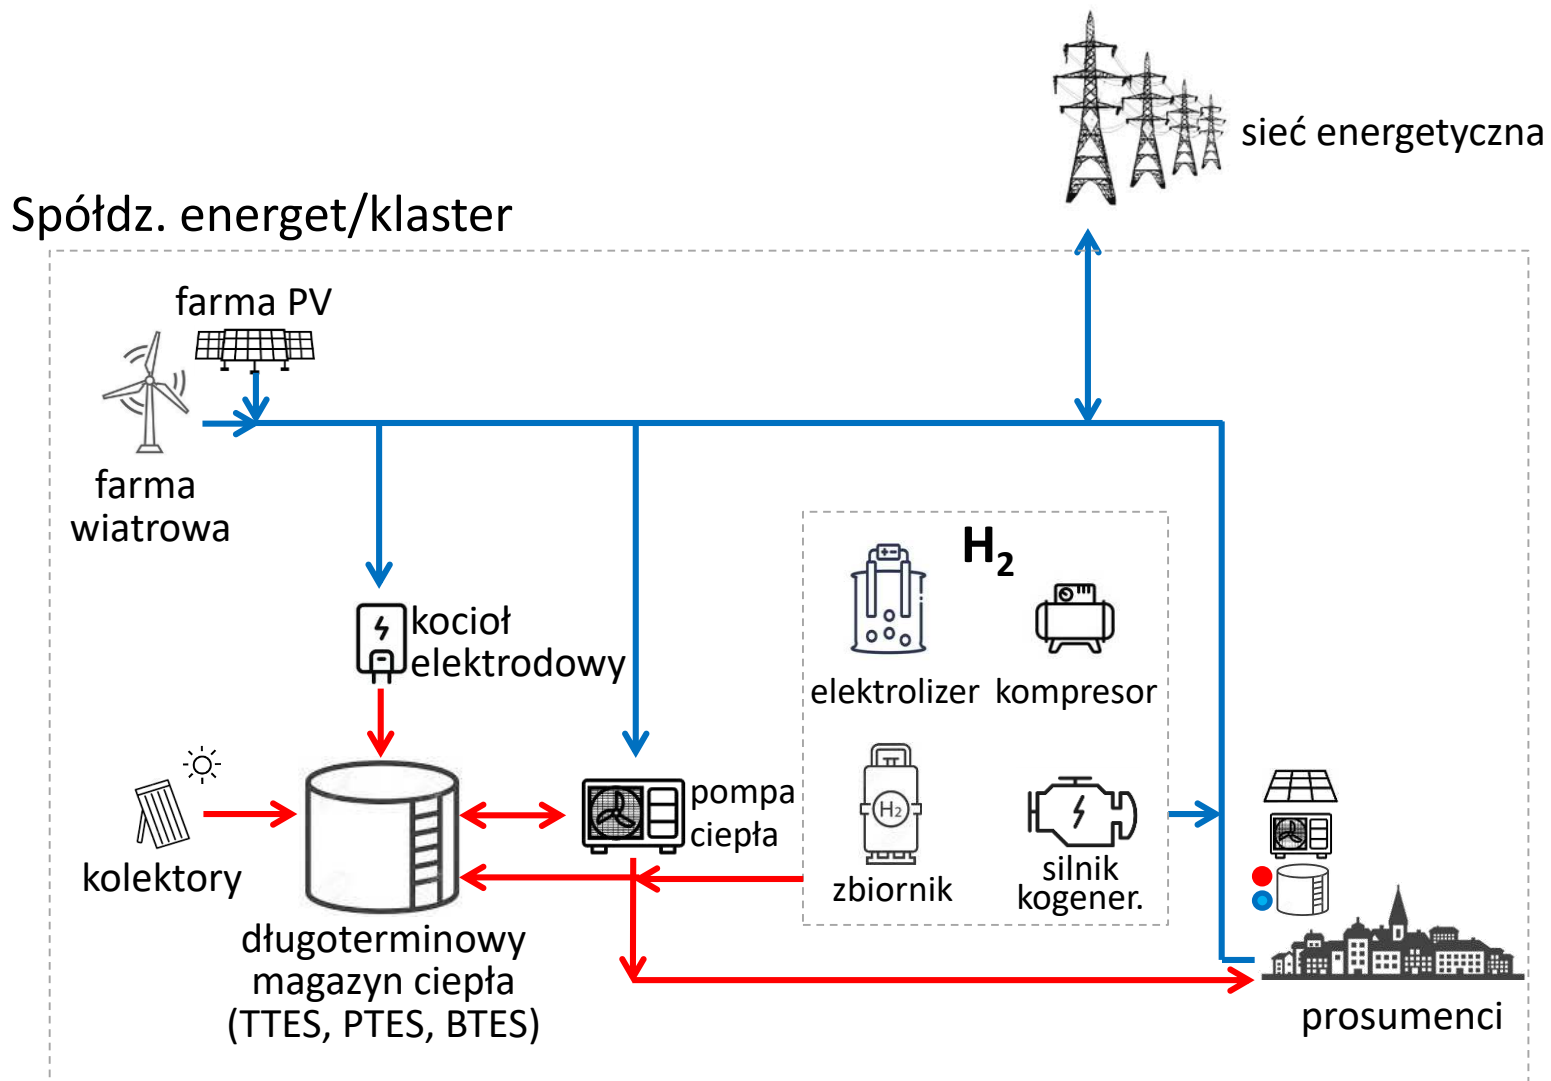 sieć energetyczna
Spółdz. energet/klaster
farma PV
farma
wiatrowa
H₂
kocioł
elektrodowy
elektrolizer
kompresor
pompa
ciepła
H₂
kolektory
zbiornik
silnik
kogener.
długoterminowy
magazyn ciepła
(TTES, PTES, BTES)
prosumenci